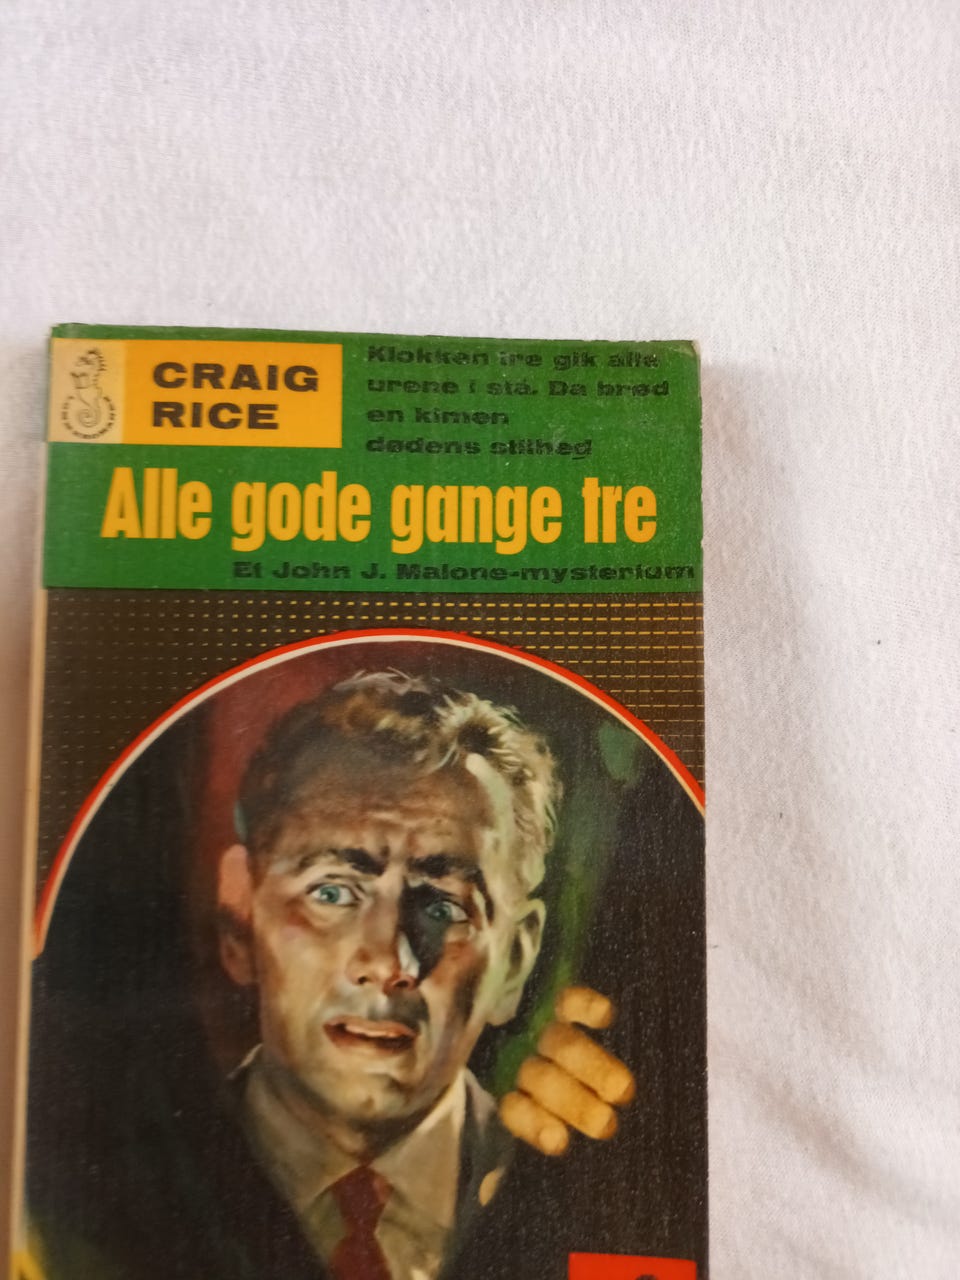 CRAIG
RICE
Klokken tre gik alle
urene i stå. Da brød
en kimen
dødens stilhed
Alle gode gange tre
Et John J. Malone-mysterium